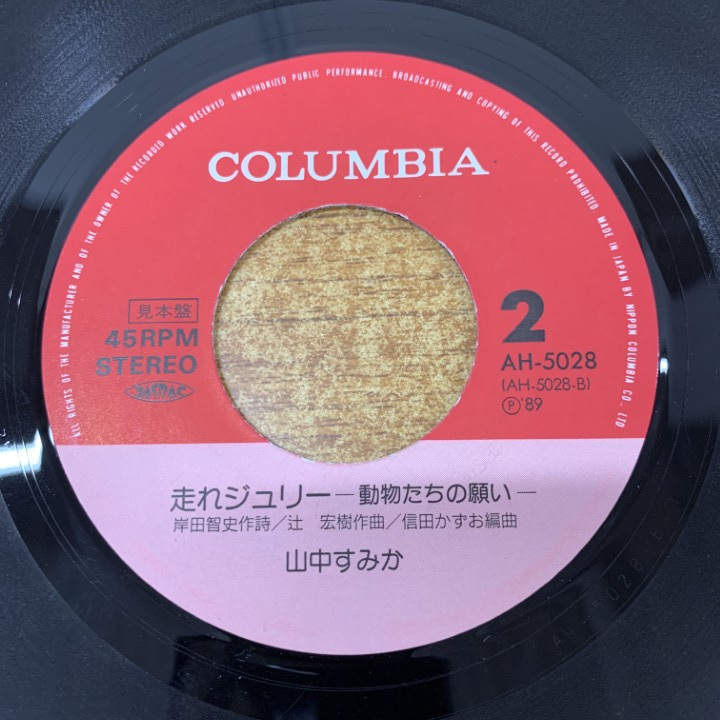 ALL RIGHTS OF THE MANUFACTURER AND OF THE OWNER OF THE RECORDED WORK RESERVED. UNAUTHORIZED PUBLIC PERFORMANCE. BROADCASTING AND COPYING OF THIS RECORD PROHIBITED. MADE IN JAPAN BY NIPPON COLUMBIA CO., LTD
COLUMBIA
見本盤
45RPM
STEREO
JASRAC
2
AH-5028
(AH-5028-B)
Ⓟ'89
走れジュリー―動物たちの願い―
岸田智史作詩/辻 宏樹作曲/信田かずお編曲
山中すみか